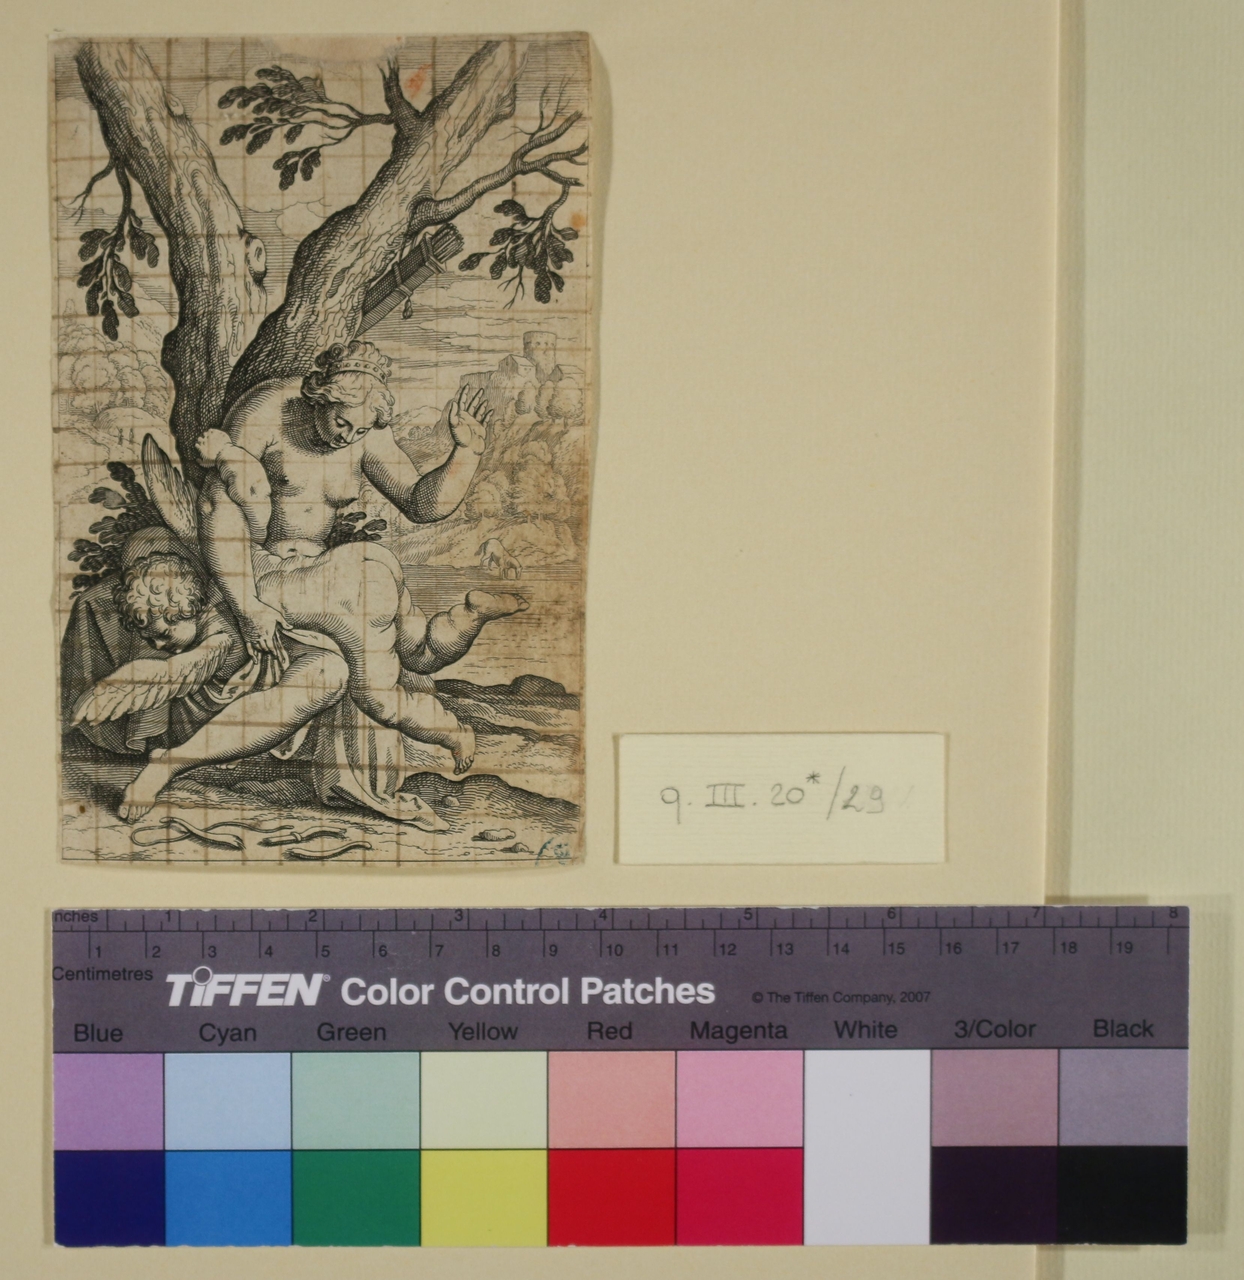 q. III. 20*/29
nches 1 2 3 4 5 6 7 8
1 2 3 4 5 6 7 8 9 10 11 12 13 14 15 16 17 18 19
Centimetres
TIFFEN® Color Control Patches © The Tiffen Company, 2007
Blue Cyan Green Yellow Red Magenta White 3/Color Black